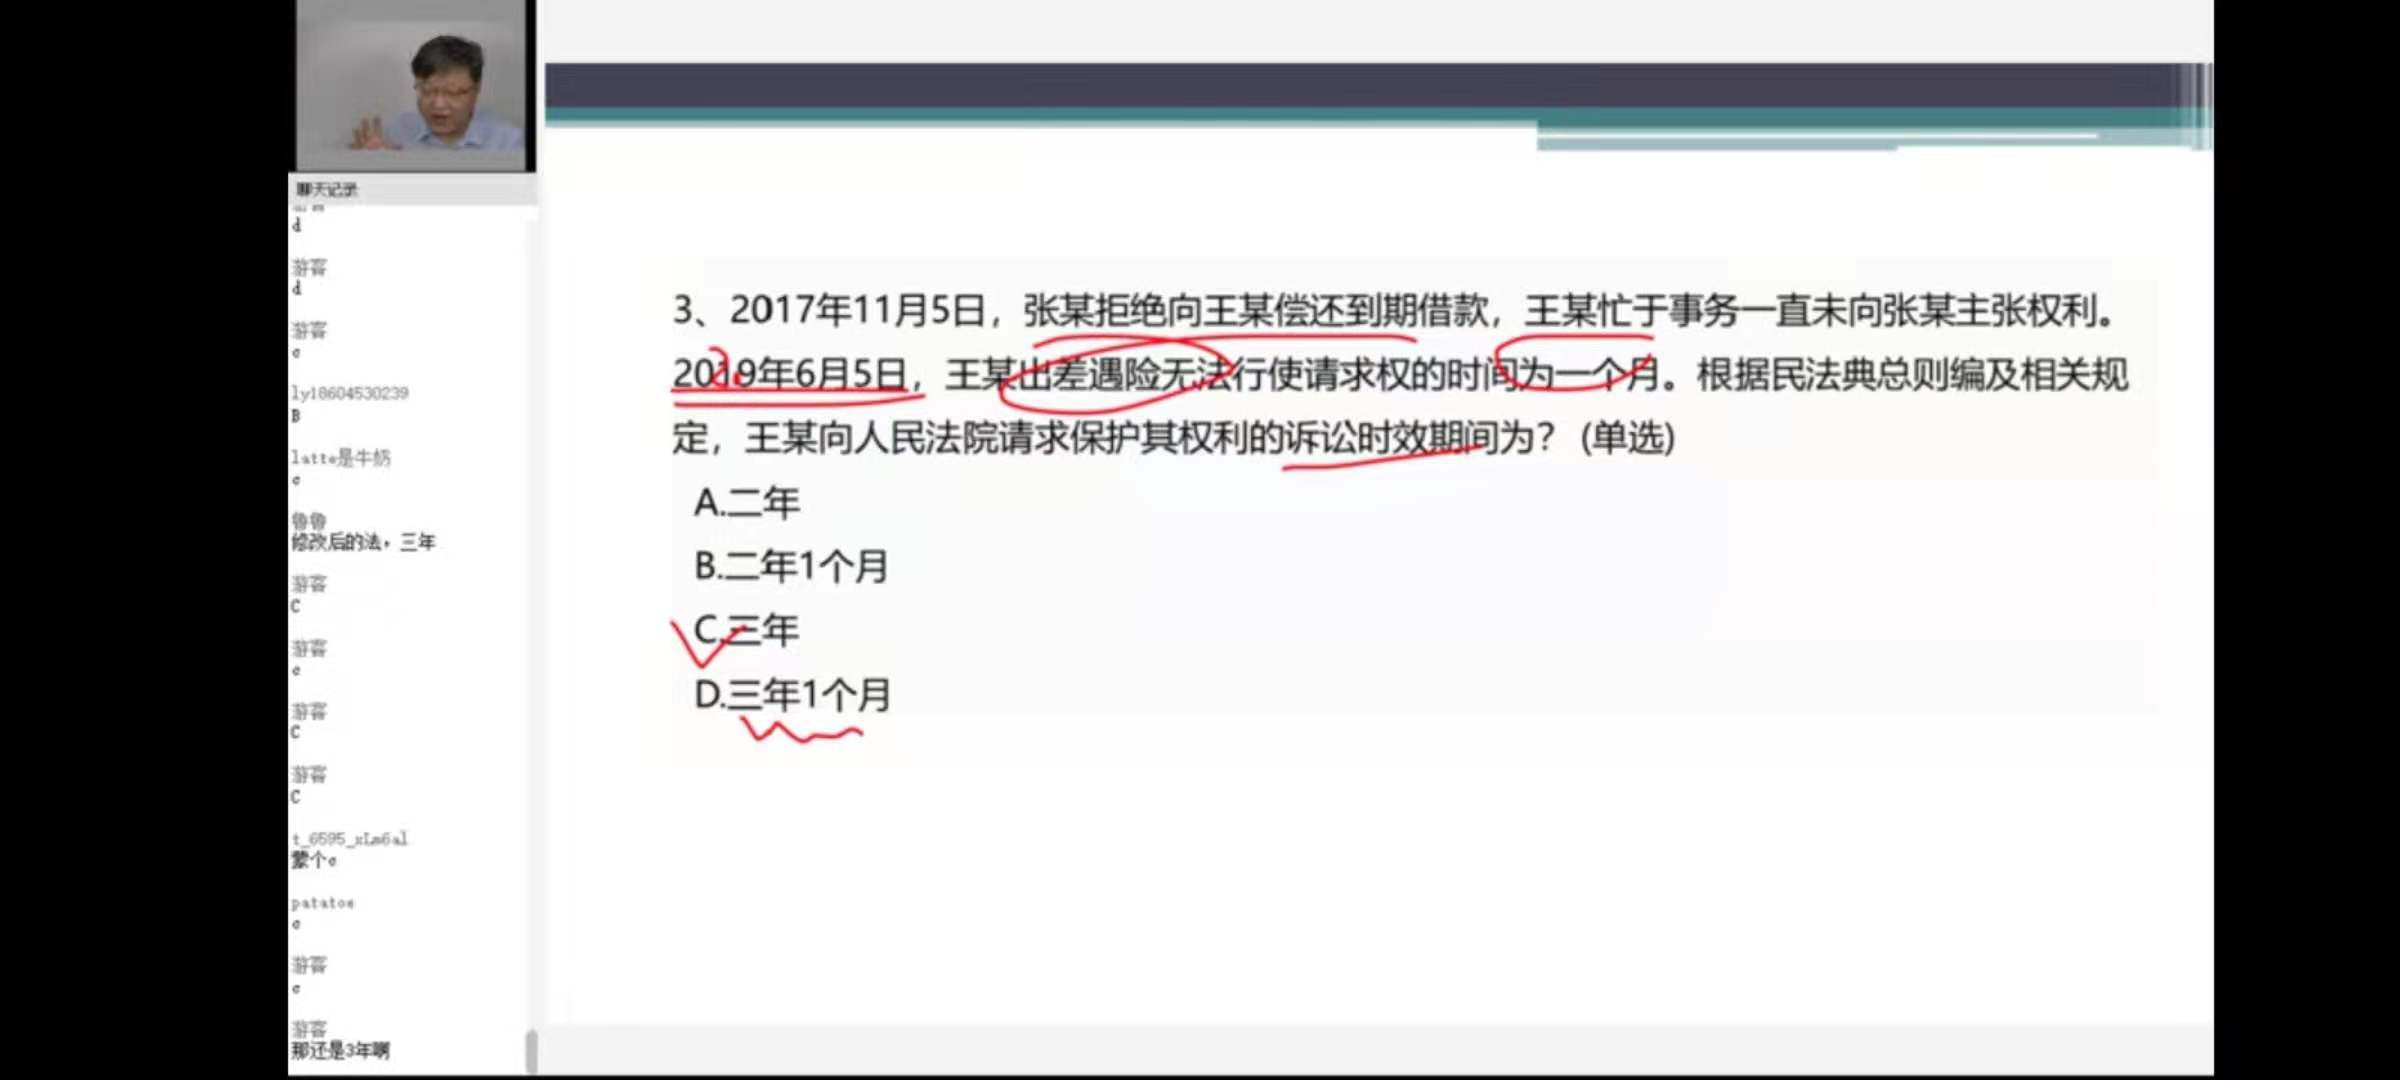 聊天记录
d
游客
d
游客
c
ly18604530239
B
latte是牛奶
c
鲁鲁
修改后的法，三年
游客
C
游客
c
游客
C
游客
C
t_6595_xLm6al
蒙个c
patatoe
c
游客
c
游客
那还是3年啊
3、2017年11月5日，张某拒绝向王某偿还到期借款，王某忙于事务一直未向张某主张权利。
2019年6月5日，王某出差遇险无法行使请求权的时间为一个月。根据民法典总则编及相关规
定，王某向人民法院请求保护其权利的诉讼时效期间为？(单选)
A.二年
B.二年1个月
C.三年
D.三年1个月